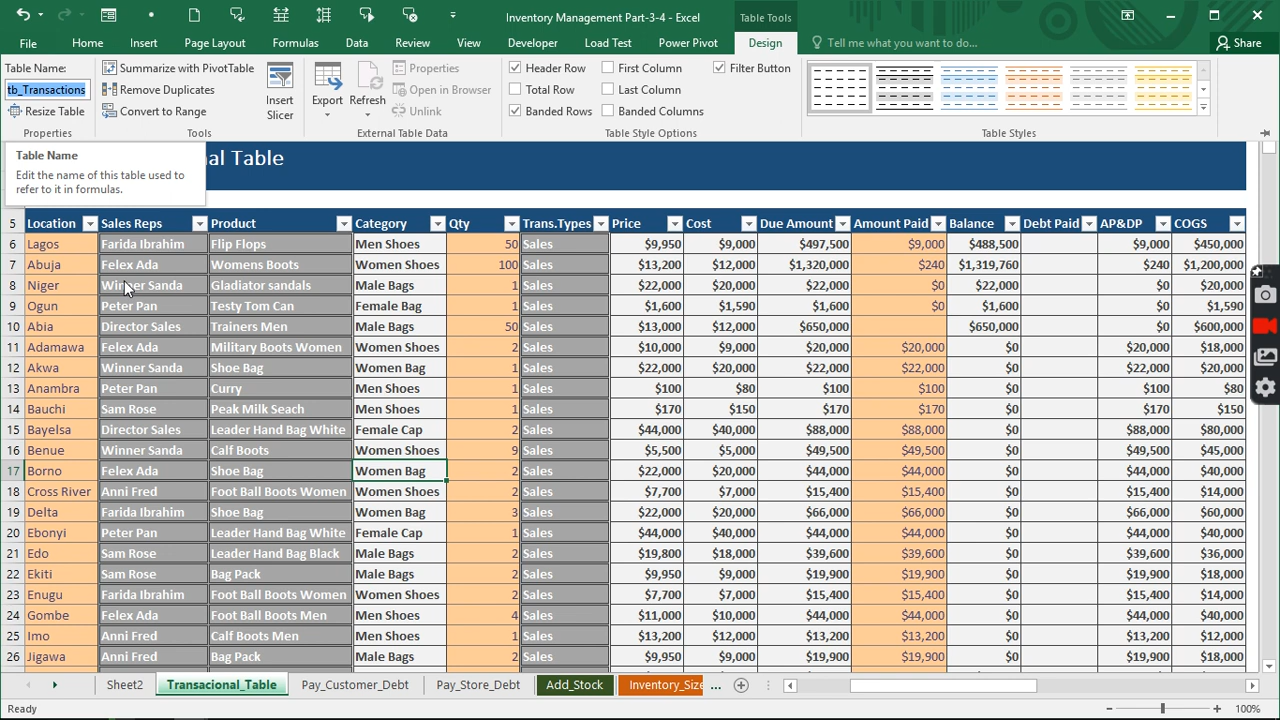 Inventory Management Part-3-4 - Excel
Table Tools
File Home Insert Page Layout Formulas Data Review View Developer Load Test Power Pivot Design Tell me what you want to do... Share
Table Name:
tb_Transactions
Resize Table
Properties
Summarize with PivotTable
Remove Duplicates
Convert to Range
Tools
Insert
Slicer
Export
Refresh
Properties
Open in Browser
Unlink
External Table Data
Header Row First Column Filter Button
Total Ro Last Column
Banded Rows Banded Columns
Table Style Options
Table Styles
Table Name
Edit the name of this table used to
refer to it in formulas.
al Table
5 Location Sales Reps Product Category Qty Trans.Types Price Cost Due Amount Amount Paid Balance Debt Paid AP&DP COGS
6 Lagos Farida Ibrahim Flip Flops Men Shoes 50 Sales $9,950 $9,000 $497,500 $9,000 $488,500 $9,000 $450,000
7 Abuja Felex Ada Womens Boots Women Shoes 100 Sales $13,200 $12,000 $1,320,000 $240 $1,319,760 $240 $1,200,000
8 Niger Winner Sanda Gladiator sandals Male Bags 1 Sales $22,000 $20,000 $22,000 $0 $22,000 $0 $20,000
9 Ogun Peter Pan Testy Tom Can Female Bag 1 Sales $1,600 $1,590 $1,600 $0 $1,600 $0 $1,590
10 Abia Director Sales Trainers Men Male Bags 50 Sales $13,000 $12,000 $650,000 $650,000 $0 $600,000
11 Adamawa Felex Ada Military Boots Women Women Shoes 2 Sales $10,000 $9,000 $20,000 $20,000 $0 $20,000 $18,000
12 Akwa Winner Sanda Shoe Bag Women Bag 1 Sales $22,000 $20,000 $22,000 $22,000 $0 $22,000 $20,000
13 Anambra Peter Pan Curry Men Shoes 1 Sales $100 $80 $100 $100 $0 $100 $80
14 Bauchi Sam Rose Peak Milk Seach Men Shoes 1 Sales $170 $150 $170 $170 $0 $170 $150
15 Bayelsa Director Sales Leader Hand Bag White Female Cap 2 Sales $44,000 $40,000 $88,000 $88,000 $0 $88,000 $80,000
16 Benue Winner Sanda Calf Boots Women Shoes 9 Sales $5,500 $5,000 $49,500 $49,500 $0 $49,500 $45,000
17 Borno Felex Ada Shoe Bag Women Bag 2 Sales $22,000 $20,000 $44,000 $44,000 $0 $44,000 $40,000
18 Cross River Anni Fred Foot Ball Boots Women Women Shoes 2 Sales $7,700 $7,000 $15,400 $15,400 $0 $15,400 $14,000
19 Delta Farida Ibrahim Shoe Bag Women Bag 3 Sales $22,000 $20,000 $66,000 $66,000 $0 $66,000 $60,000
20 Ebonyi Peter Pan Leader Hand Bag White Female Cap 1 Sales $44,000 $40,000 $44,000 $44,000 $0 $44,000 $40,000
21 Edo Sam Rose Leader Hand Bag Black Male Bags 2 Sales $19,800 $18,000 $39,600 $39,600 $0 $39,600 $36,000
22 Ekiti Sam Rose Bag Pack Male Bags 2 Sales $9,950 $9,000 $19,900 $19,900 $0 $19,900 $18,000
23 Enugu Farida Ibrahim Foot Ball Boots Women Women Shoes 2 Sales $7,700 $7,000 $15,400 $15,400 $0 $15,400 $14,000
24 Gombe Felex Ada Foot Ball Boots Men Men Shoes 4 Sales $11,000 $10,000 $44,000 $44,000 $0 $44,000 $40,000
25 Imo Anni Fred Calf Boots Men Men Shoes 1 Sales $13,200 $12,000 $13,200 $13,200 $0 $13,200 $12,000
26 Jigawa Anni Fred Bag Pack Male Bags 2 Sales $9,950 $9,000 $19,900 $19,900 $0 $19,900 $18,000
Sheet2 Transacional_Table Pay_Customer_Debt Pay_Store_Debt Add_Stock Inventory_Size ...
Ready 100%